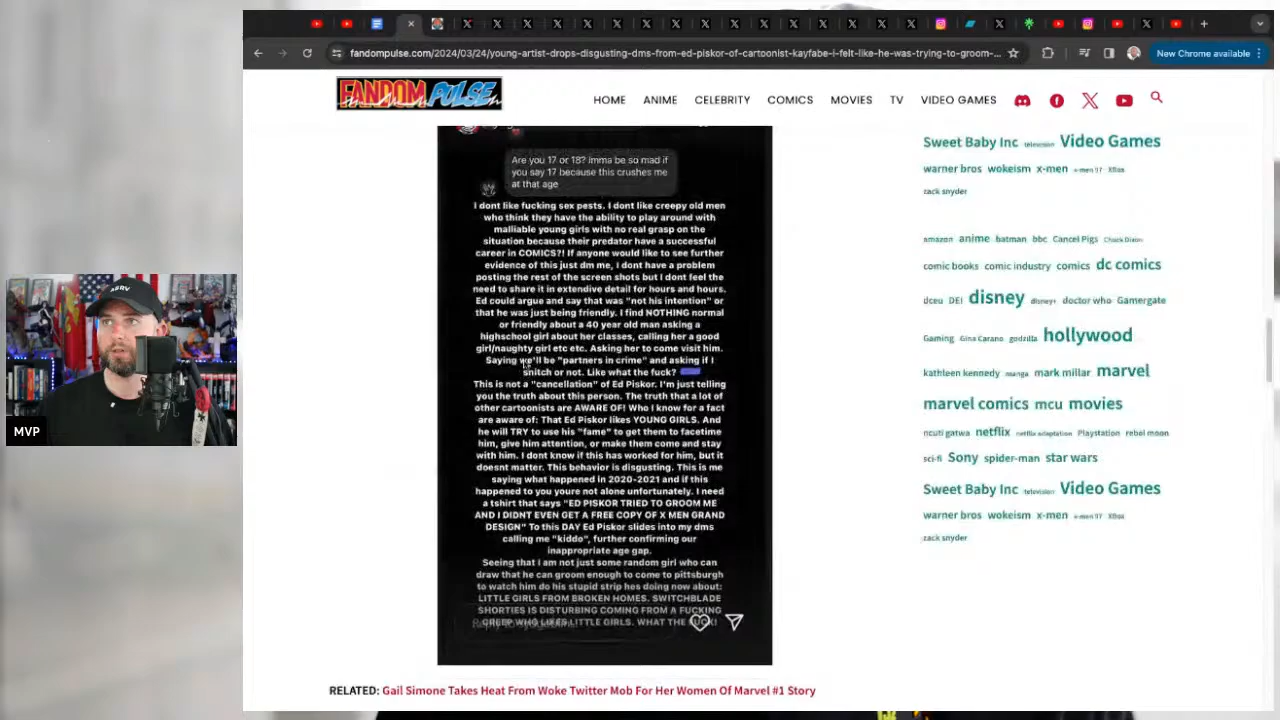 New Chrome available
fandompulse.com/2024/03/24/young-artist-drops-disgusting-dms-from-ed-piskor-of-cartoonist-kayfabe-i-felt-like-he-was-trying-to-groom-...
FANDOM PULSE
HOME ANIME CELEBRITY COMICS MOVIES TV VIDEO GAMES
Are you 17 or 18? imma be so mad if
you say 17 because this crushes me
at that age
I dont like fucking sex pests. I dont like creepy old men
who think they have the ability to play around with
malliable young girls with no real grasp on the
situation because their predator have a successful
career in COMICS?! If anyone would like to see further
evidence of this just dm me, i dont have a problem
posting the rest of the screen shots but I dont feel the
need to share it in extendive detail for hours and hours.
Ed could argue and say that was "not his intention" or
that he was just being friendly. I find NOTHING normal
or friendly about a 40 year old man asking a
highschool girl about her classes, calling her a good
girl/naughty girl etc etc. Asking her to come visit him.
Saying we'll be "partners in crime" and asking if I
snitch or not. Like what the fuck?
This is not a "cancellation" of Ed Piskor. I'm just telling
you the truth about this person. The truth that a lot of
other cartoonists are AWARE OF! Who I know for a fact
are aware of: That Ed Piskor likes YOUNG GIRLS. And
he will TRY to use his "fame" to get them to facetime
him, give him attention, or make them come and stay
with him. I dont know if this has worked for him, but it
doesnt matter. This behavior is disgusting. This is me
saying what happened in 2020-2021 and if this
happened to you youre not alone unfortunately. I need
a tshirt that says "ED PISKOR TRIED TO GROOM ME
AND I DIDNT EVEN GET A FREE COPY OF X MEN GRAND
DESIGN" To this DAY Ed Piskor slides into my dms
calling me "kiddo", further confirming our
inappropriate age gap.
Seeing that I am not just some random girl who can
draw that he can groom enough to come to pittsburgh
to watch him do his stupid strip hes doing now about:
LITTLE GIRLS FROM BROKEN HOMES. SWITCHBLADE
SHORTIES IS DISTURBING COMING FROM A FUCKING
CREEP WHO LIKES LITTLE GIRLS. WHAT THE FUCK!
RELATED: Gail Simone Takes Heat From Woke Twitter Mob For Her Women Of Marvel #1 Story
Sweet Baby Inc television Video Games
warner bros wokeism x-men x-men 97 Xbox
zack snyder
amazon anime batman bbc Cancel Pigs Chuck Dixon
comic books comic industry comics dc comics
dceu DEI disney disney+ doctor who Gamergate
Gaming Gina Carano godzilla hollywood
kathleen kennedy manga mark millar marvel
marvel comics mcu movies
ncuti gatwa netflix netflix adaptation Playstation rebel moon
sci-fi Sony spider-man star wars
Sweet Baby Inc television Video Games
warner bros wokeism x-men x-men 97 Xbox
zack snyder
MVP